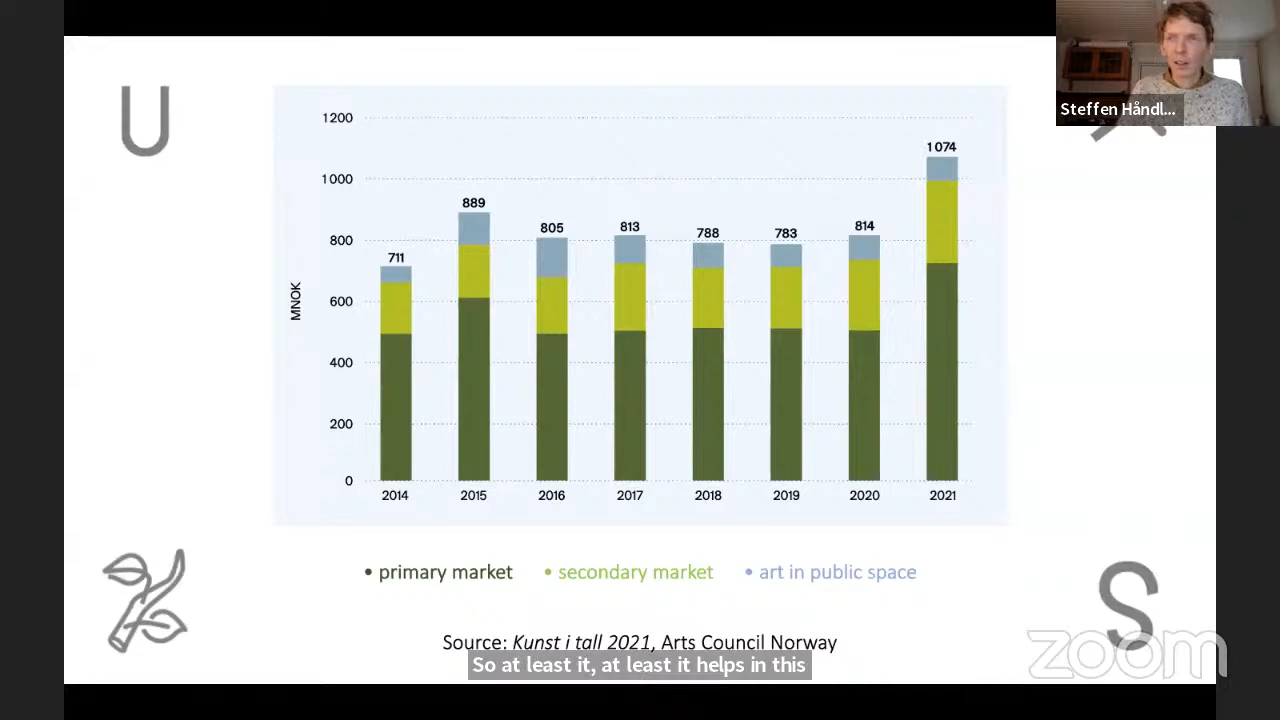 U
Steffen Håndl...
1200
1000
800
600
400
200
0
MNOK
711
889
805
813
788
783
814
1 074
2014
2015
2016
2017
2018
2019
2020
2021
• primary market
• secondary market
• art in public space
S
Source: Kunst i tall 2021, Arts Council Norway
So at least it, at least it helps in this
zoom